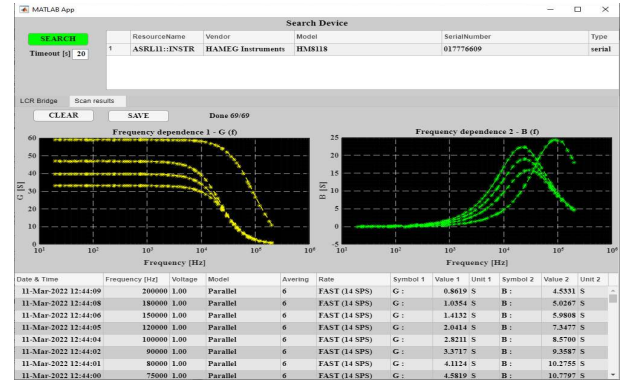 MATLAB App
Search Device
SEARCH
Timeout [s] 20
ResourceName Vendor Model SerialNumber Type
1 ASRL11::INSTR HAMEG Instruments HM8118 017776609 serial
LCR Bridge Scan results
CLEAR SAVE Done 69/69
Frequency dependence 1 - G (f)
60
50
40
30
20
10
0
G [S]
10¹ 10² 10³ 10⁴ 10⁵ 10⁶
Frequency [Hz]
Frequency dependence 2 - B (f)
25
20
15
10
5
0
-5
B [S]
10¹ 10² 10³ 10⁴ 10⁵ 10⁶
Frequency [Hz]
Date & Time Frequency [Hz] Voltage Model Avering Rate Symbol 1 Value 1 Unit 1 Symbol 2 Value 2 Unit 2
11-Mar-2022 12:44:09 200000 1.00 Parallel 6 FAST (14 SPS) G : 0.8619 S B : 4.5331 S
11-Mar-2022 12:44:08 180000 1.00 Parallel 6 FAST (14 SPS) G : 1.0354 S B : 5.0267 S
11-Mar-2022 12:44:06 150000 1.00 Parallel 6 FAST (14 SPS) G : 1.4132 S B : 5.9808 S
11-Mar-2022 12:44:05 120000 1.00 Parallel 6 FAST (14 SPS) G : 2.0414 S B : 7.3477 S
11-Mar-2022 12:44:04 100000 1.00 Parallel 6 FAST (14 SPS) G : 2.8211 S B : 8.5700 S
11-Mar-2022 12:44:02 90000 1.00 Parallel 6 FAST (14 SPS) G : 3.3717 S B : 9.3587 S
11-Mar-2022 12:44:01 80000 1.00 Parallel 6 FAST (14 SPS) G : 4.1124 S B : 10.2755 S
11-Mar-2022 12:44:00 75000 1.00 Parallel 6 FAST (14 SPS) G : 4.5819 S B : 10.7797 S